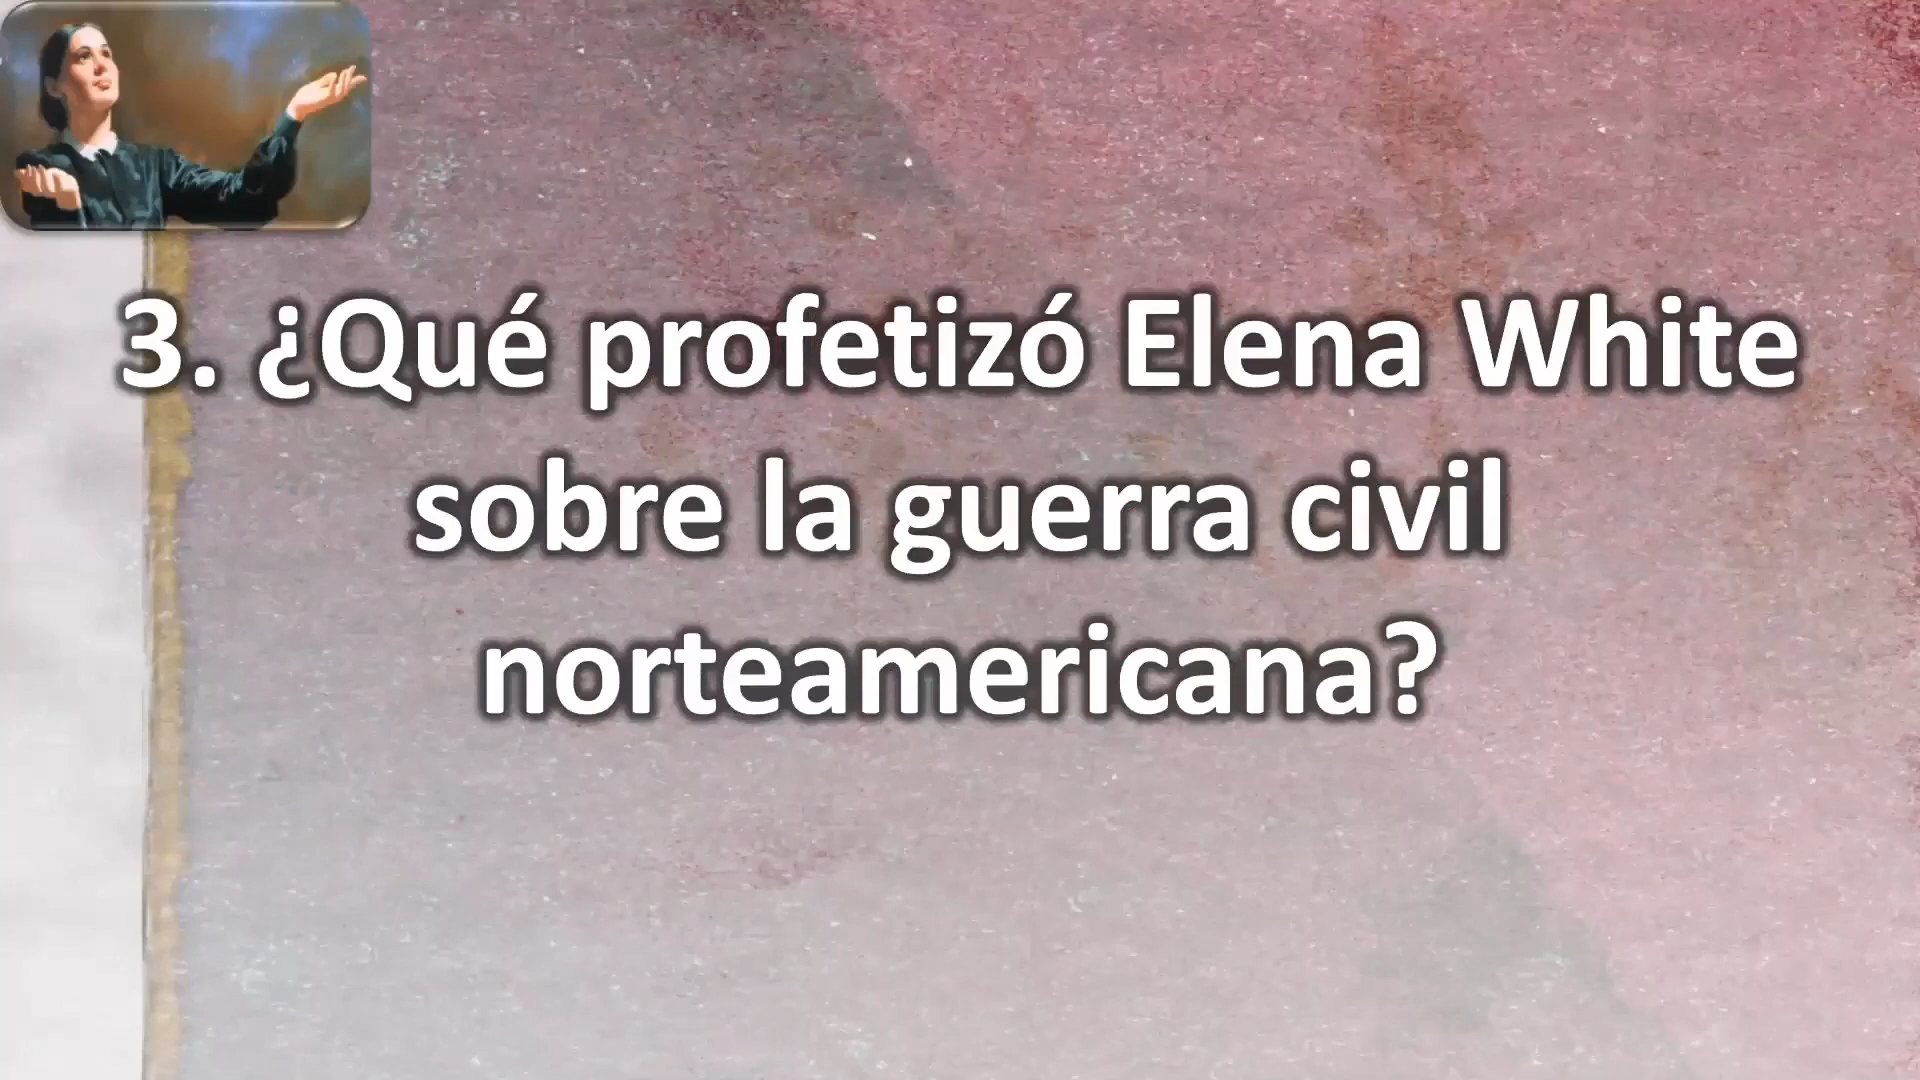 3. ¿Qué profetizó Elena White
sobre la guerra civil
norteamericana?